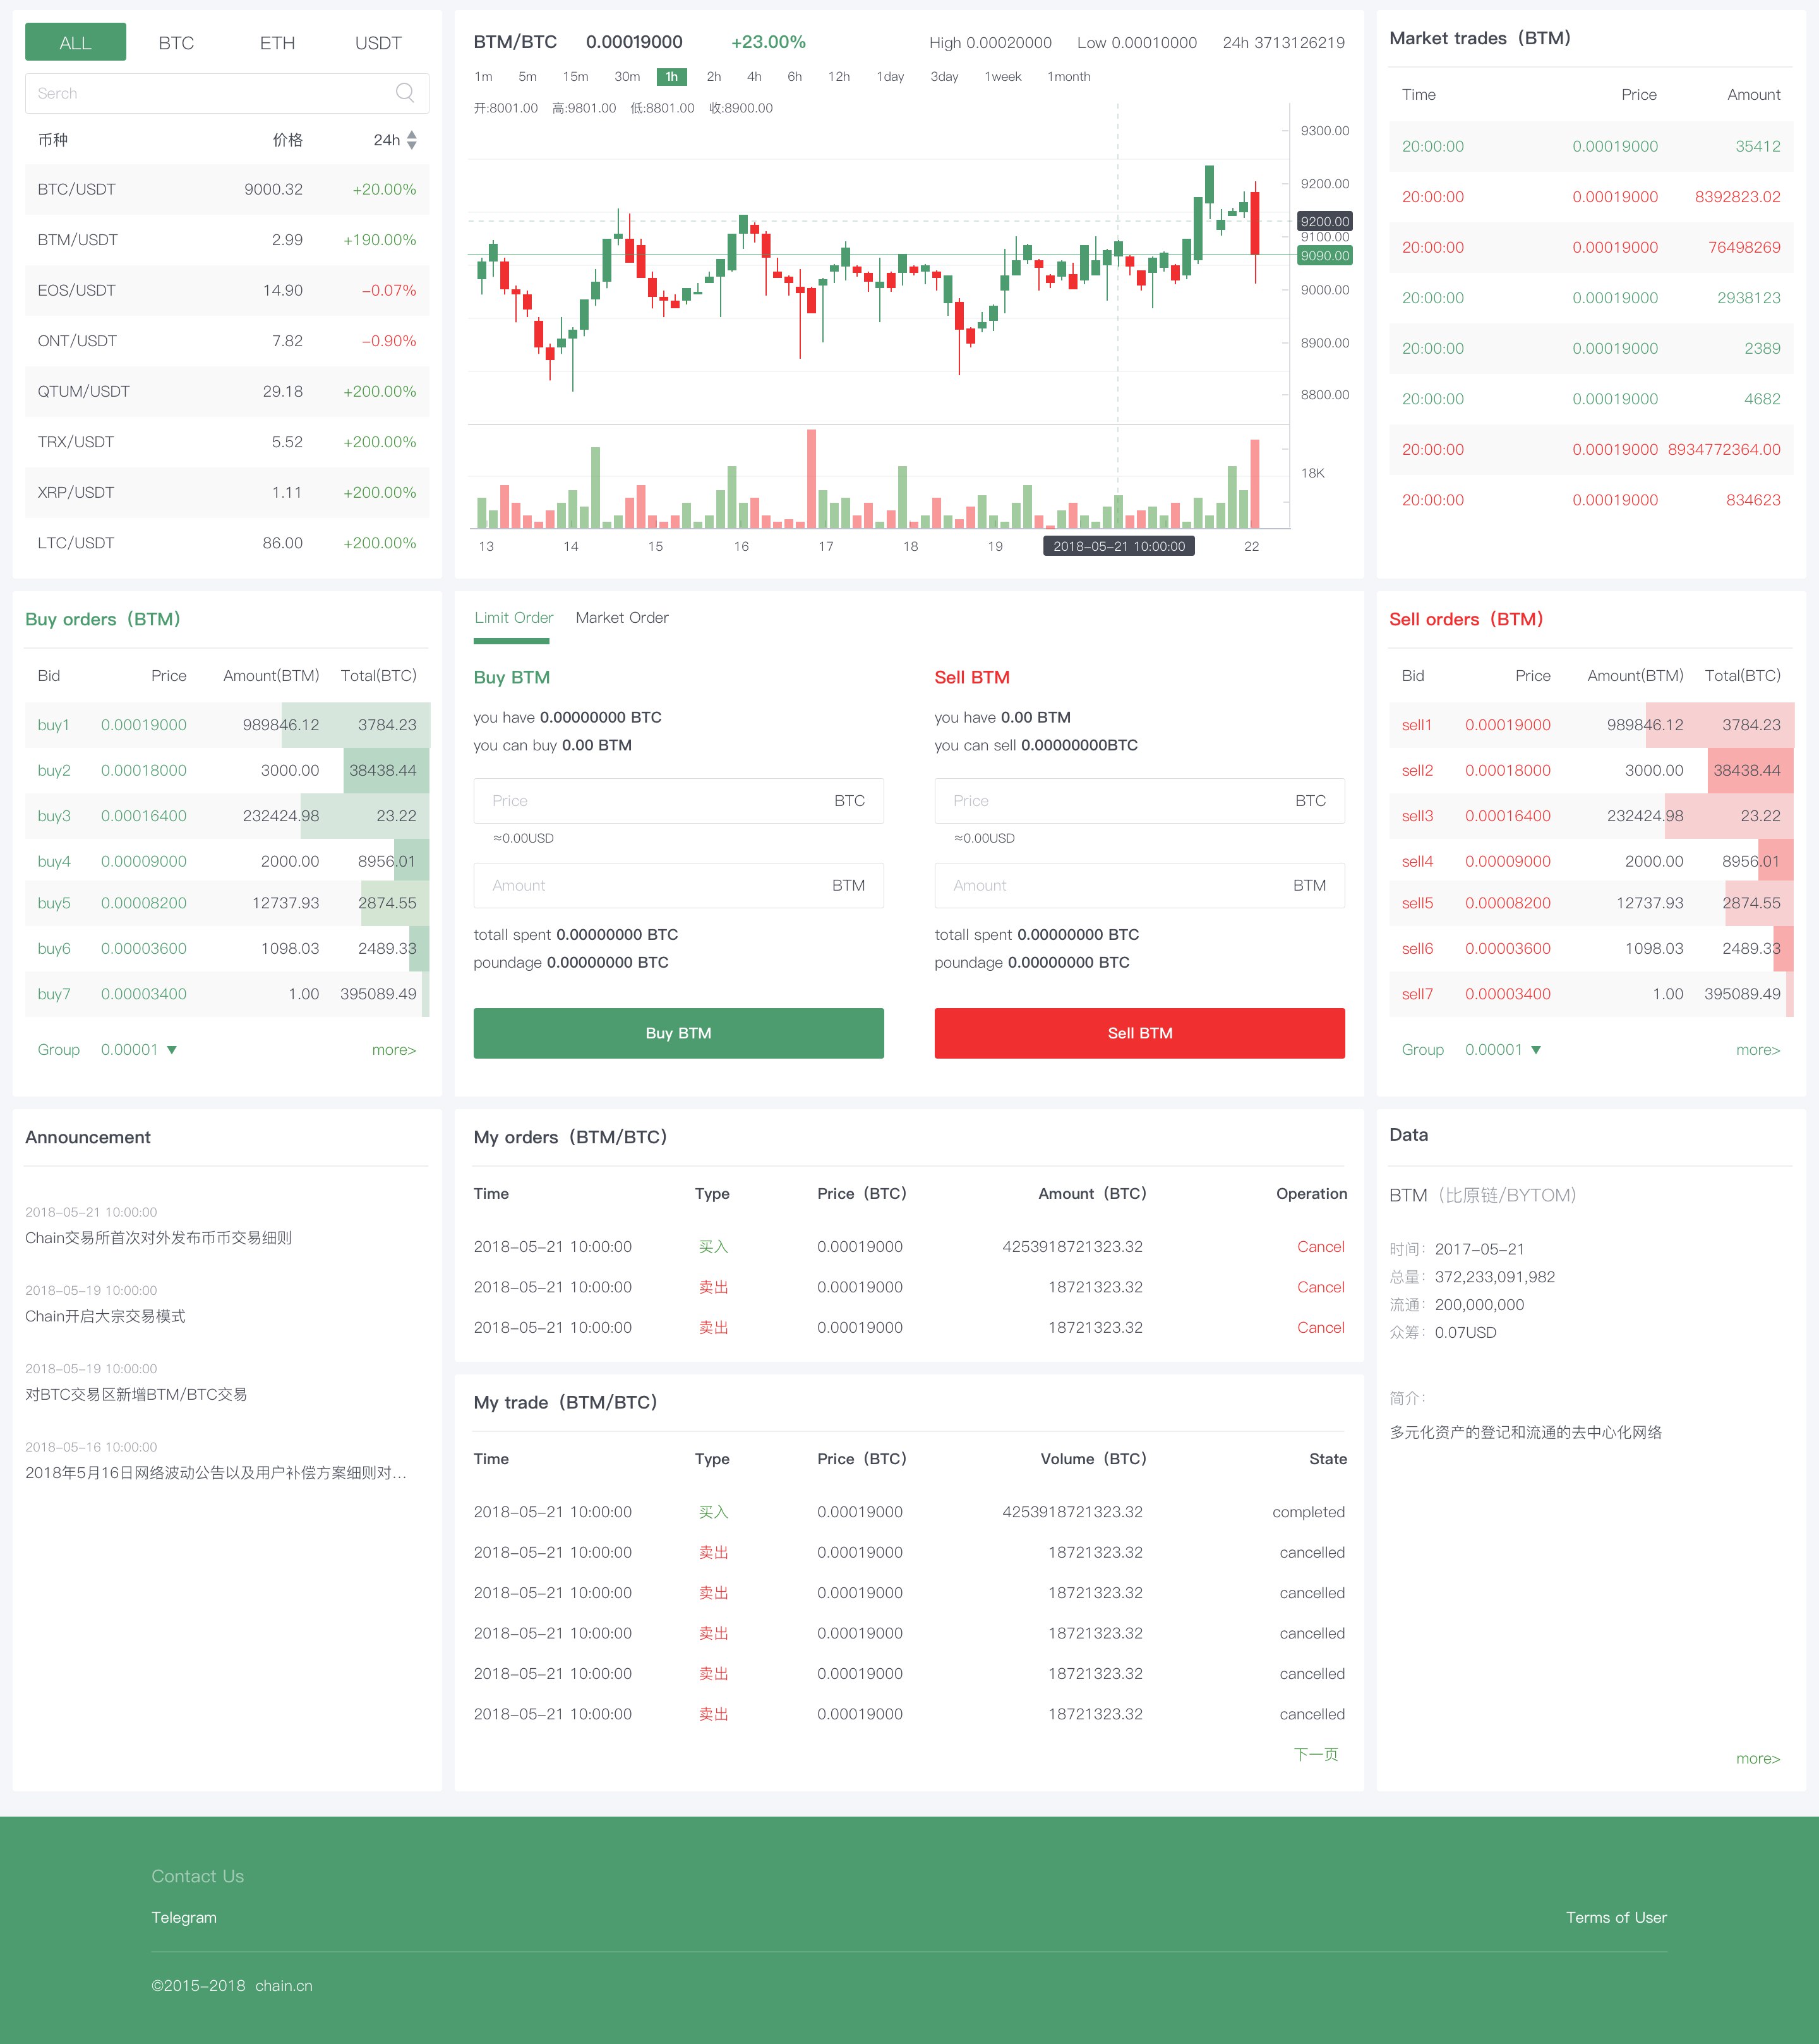 ALL BTC ETH USDT
Serch
币种 价格 24h
BTC/USDT 9000.32 +20.00%
BTM/USDT 2.99 +190.00%
EOS/USDT 14.90 −0.07%
ONT/USDT 7.82 −0.90%
QTUM/USDT 29.18 +200.00%
TRX/USDT 5.52 +200.00%
XRP/USDT 1.11 +200.00%
LTC/USDT 86.00 +200.00%
BTM/BTC 0.00019000 +23.00% High 0.00020000 Low 0.00010000 24h 3713126219
1m 5m 15m 30m 1h 2h 4h 6h 12h 1day 3day 1week 1month
开:8001.00 高:9801.00 低:8801.00 收:8900.00
9300.00
9200.00
9200.00
9100.00
9090.00
9000.00
8900.00
8800.00
18K
13 14 15 16 17 18 19 2018−05−21 10:00:00 22
Market trades（BTM）
Time Price Amount
20:00:00 0.00019000 35412
20:00:00 0.00019000 8392823.02
20:00:00 0.00019000 76498269
20:00:00 0.00019000 2938123
20:00:00 0.00019000 2389
20:00:00 0.00019000 4682
20:00:00 0.00019000 8934772364.00
20:00:00 0.00019000 834623
Buy orders（BTM）
Bid Price Amount(BTM) Total(BTC)
buy1 0.00019000 989846.12 3784.23
buy2 0.00018000 3000.00 38438.44
buy3 0.00016400 232424.98 23.22
buy4 0.00009000 2000.00 8956.01
buy5 0.00008200 12737.93 2874.55
buy6 0.00003600 1098.03 2489.33
buy7 0.00003400 1.00 395089.49
Group 0.00001 ▼ more>
Limit Order Market Order
Buy BTM
you have 0.00000000 BTC
you can buy 0.00 BTM
Price BTC
≈0.00USD
Amount BTM
totall spent 0.00000000 BTC
poundage 0.00000000 BTC
Buy BTM
Sell BTM
you have 0.00 BTM
you can sell 0.00000000BTC
Price BTC
≈0.00USD
Amount BTM
totall spent 0.00000000 BTC
poundage 0.00000000 BTC
Sell BTM
Sell orders（BTM）
Bid Price Amount(BTM) Total(BTC)
sell1 0.00019000 989846.12 3784.23
sell2 0.00018000 3000.00 38438.44
sell3 0.00016400 232424.98 23.22
sell4 0.00009000 2000.00 8956.01
sell5 0.00008200 12737.93 2874.55
sell6 0.00003600 1098.03 2489.33
sell7 0.00003400 1.00 395089.49
Group 0.00001 ▼ more>
Announcement
2018−05−21 10:00:00
Chain交易所首次对外发布币币交易细则
2018−05−19 10:00:00
Chain开启大宗交易模式
2018−05−19 10:00:00
对BTC交易区新增BTM/BTC交易
2018−05−16 10:00:00
2018年5月16日网络波动公告以及用户补偿方案细则对...
My orders（BTM/BTC）
Time Type Price（BTC） Amount（BTC） Operation
2018−05−21 10:00:00 买入 0.00019000 4253918721323.32 Cancel
2018−05−21 10:00:00 卖出 0.00019000 18721323.32 Cancel
2018−05−21 10:00:00 卖出 0.00019000 18721323.32 Cancel
My trade（BTM/BTC）
Time Type Price（BTC） Volume（BTC） State
2018−05−21 10:00:00 买入 0.00019000 4253918721323.32 completed
2018−05−21 10:00:00 卖出 0.00019000 18721323.32 cancelled
2018−05−21 10:00:00 卖出 0.00019000 18721323.32 cancelled
2018−05−21 10:00:00 卖出 0.00019000 18721323.32 cancelled
2018−05−21 10:00:00 卖出 0.00019000 18721323.32 cancelled
2018−05−21 10:00:00 卖出 0.00019000 18721323.32 cancelled
下一页
Data
BTM（比原链/BYTOM）
时间：2017−05−21
总量：372,233,091,982
流通：200,000,000
众筹：0.07USD
简介：
多元化资产的登记和流通的去中心化网络
more>
Contact Us
Telegram Terms of User
©2015−2018 chain.cn